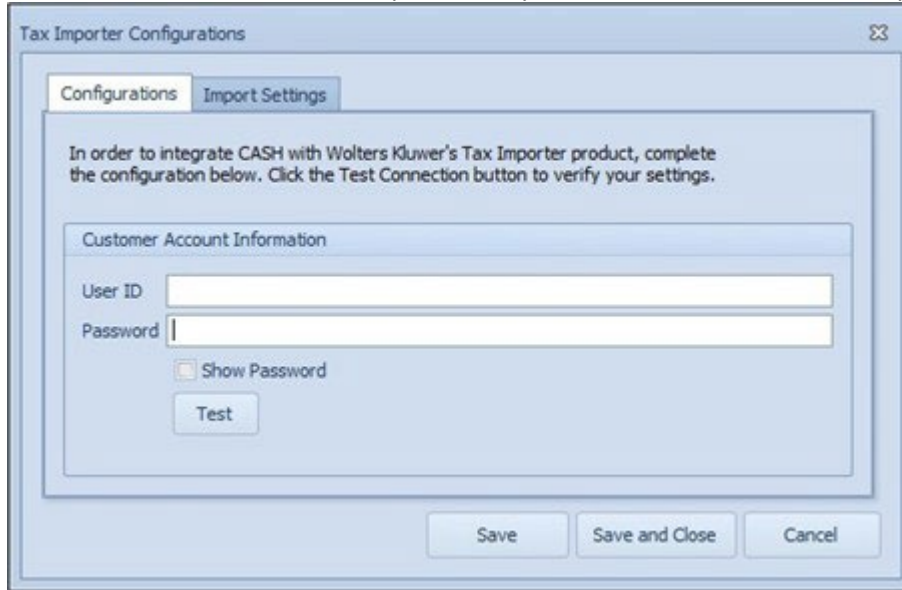 Tax Importer Configurations
Configurations Import Settings
In order to integrate CASH with Wolters Kluwer's Tax Importer product, complete
the configuration below. Click the Test Connection button to verify your settings.
Customer Account Information
User ID
Password
Show Password
Test
Save Save and Close Cancel